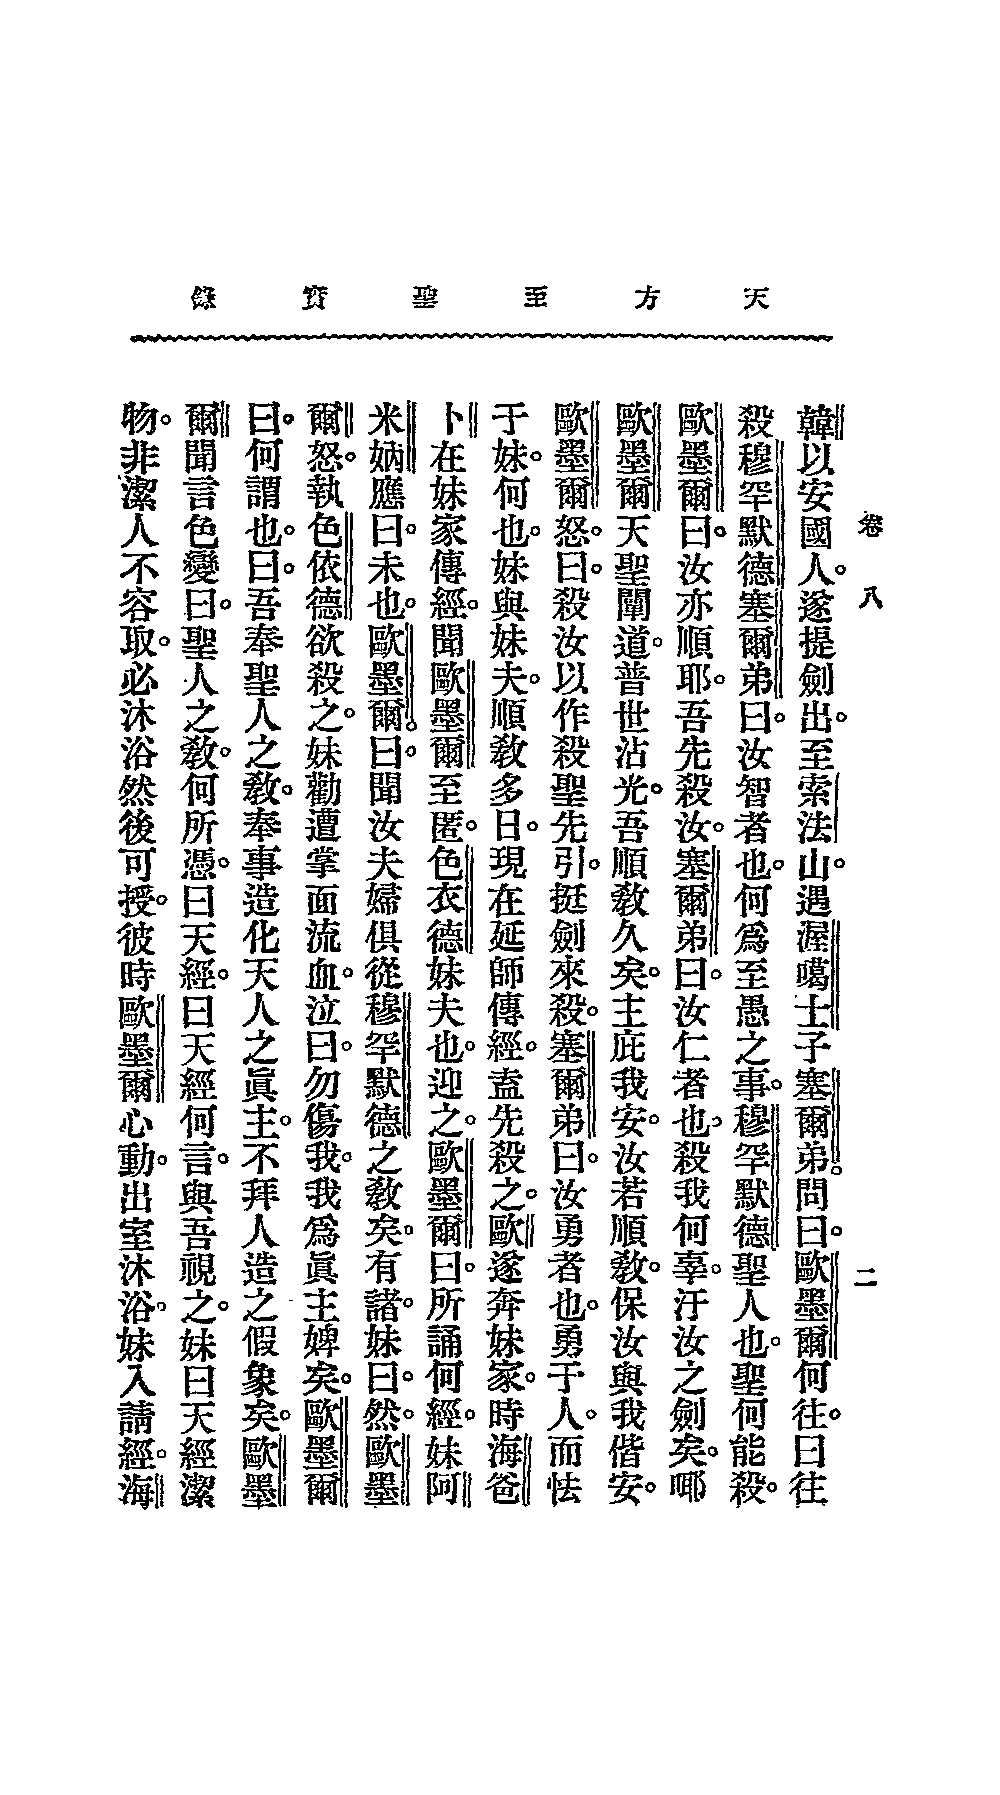 天方至聖實錄
卷八
二
韓以安國人。遂提劍出。至索法山。遇渥噶士子塞爾弟。問曰。歐墨爾何往。曰往
殺穆罕默德塞爾弟曰。汝智者也。何爲至愚之事。穆罕默德聖人也。聖何能殺。
歐墨爾曰。汝亦順耶。吾先殺汝。塞爾弟曰。汝仁者也。殺我何辜。汙汝之劍矣。㖿
歐墨爾天聖闡道。普世沾光。吾順敎久矣。主庇我安。汝若順敎。保汝與我偕安。
歐墨爾怒。曰。殺汝以作殺聖先引。挺劍來殺。塞爾弟曰。汝勇者也。勇于人。而怯
于妹。何也。妹與妹夫。順敎多日。現在延師傳經。盍先殺之。歐遂奔妹家。時海爸
卜在妹家傳經。聞歐墨爾至匿。色衣德妹夫也。迎之。歐墨爾曰。所誦何經。妹阿
米妠應曰。未也。歐墨爾。曰。聞汝夫婦俱從穆罕默德之敎矣。有諸。妹曰。然。歐墨
爾怒。執色依德欲殺之。妹勸遭掌面流血。泣曰。勿傷我。我爲眞主婢矣。歐墨爾
曰。何謂也。曰。吾奉聖人之敎。奉事造化天人之眞主。不拜人造之假象矣。歐墨
爾聞言色變曰。聖人之敎。何所憑。曰天經。曰天經何言。與吾視之。妹曰天經潔
物。非潔人不容取。必沐浴然後可授。彼時歐墨爾心動。出室沐浴。妹入請經。海